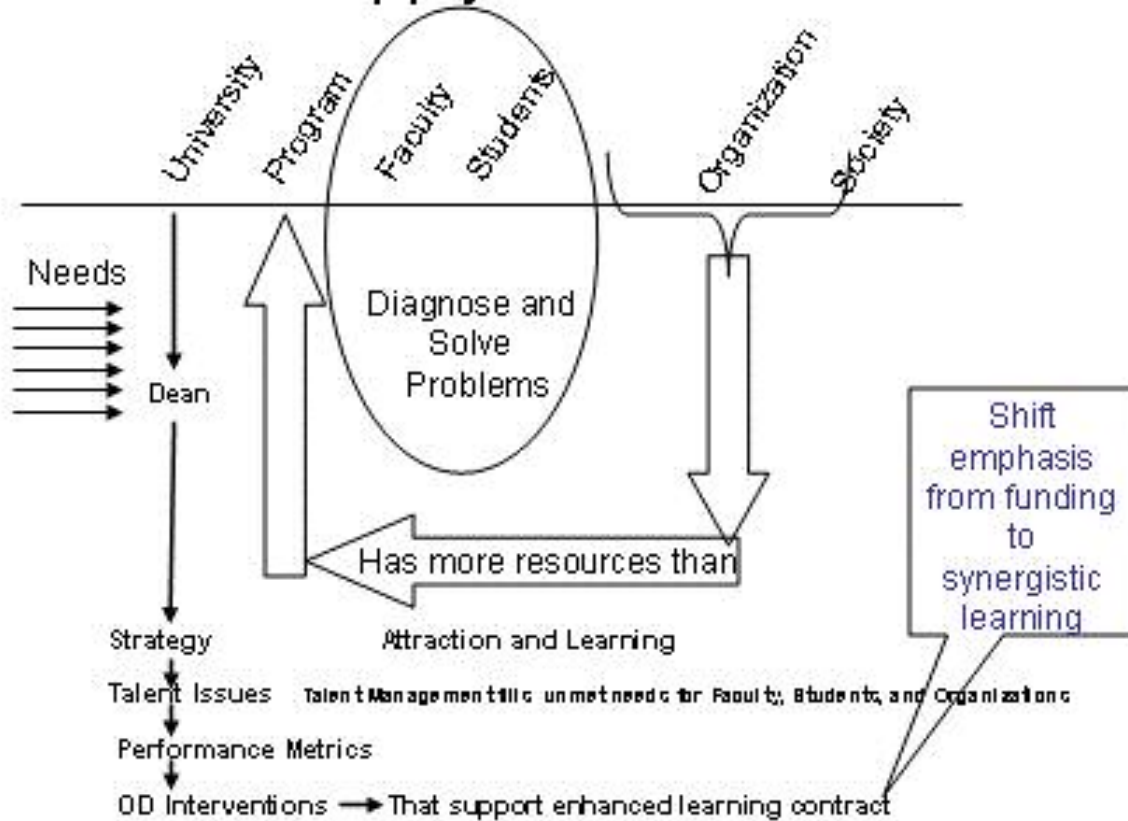 University
Program
Faculty
Students
Organization
Society
Needs
Diagnose and
Solve
Problems
Dean
Shift
emphasis
from funding
to
synergistic
learning
Has more resources than
Strategy
Attraction and Learning
Talent Issues
Talent Management fills unmet needs for Faculty, Students, and Organizations
Performance Metrics
OD Interventions
That support enhanced learning contract